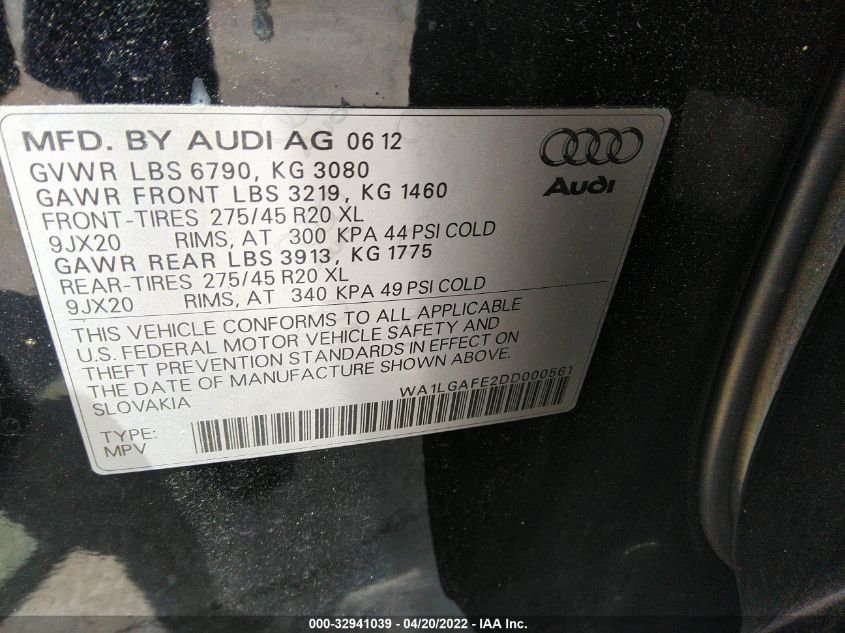 MFD. BY AUDI AG 06 12
GVWR LBS 6790, KG 3080
GAWR FRONT LBS 3219, KG 1460
FRONT-TIRES 275/45 R20 XL
9JX20 RIMS, AT 300 KPA 44 PSI COLD
GAWR REAR LBS 3913, KG 1775
REAR-TIRES 275/45 R20 XL
9JX20 RIMS, AT 340 KPA 49 PSI COLD
Audi
THIS VEHICLE CONFORMS TO ALL APPLICABLE
U.S. FEDERAL MOTOR VEHICLE SAFETY AND
THEFT PREVENTION STANDARDS IN EFFECT ON
THE DATE OF MANUFACTURE SHOWN ABOVE.
SLOVAKIA
WA1LGAFE2DD000561
TYPE:
MPV
000-32941039 - 04/20/2022 - IAA Inc.